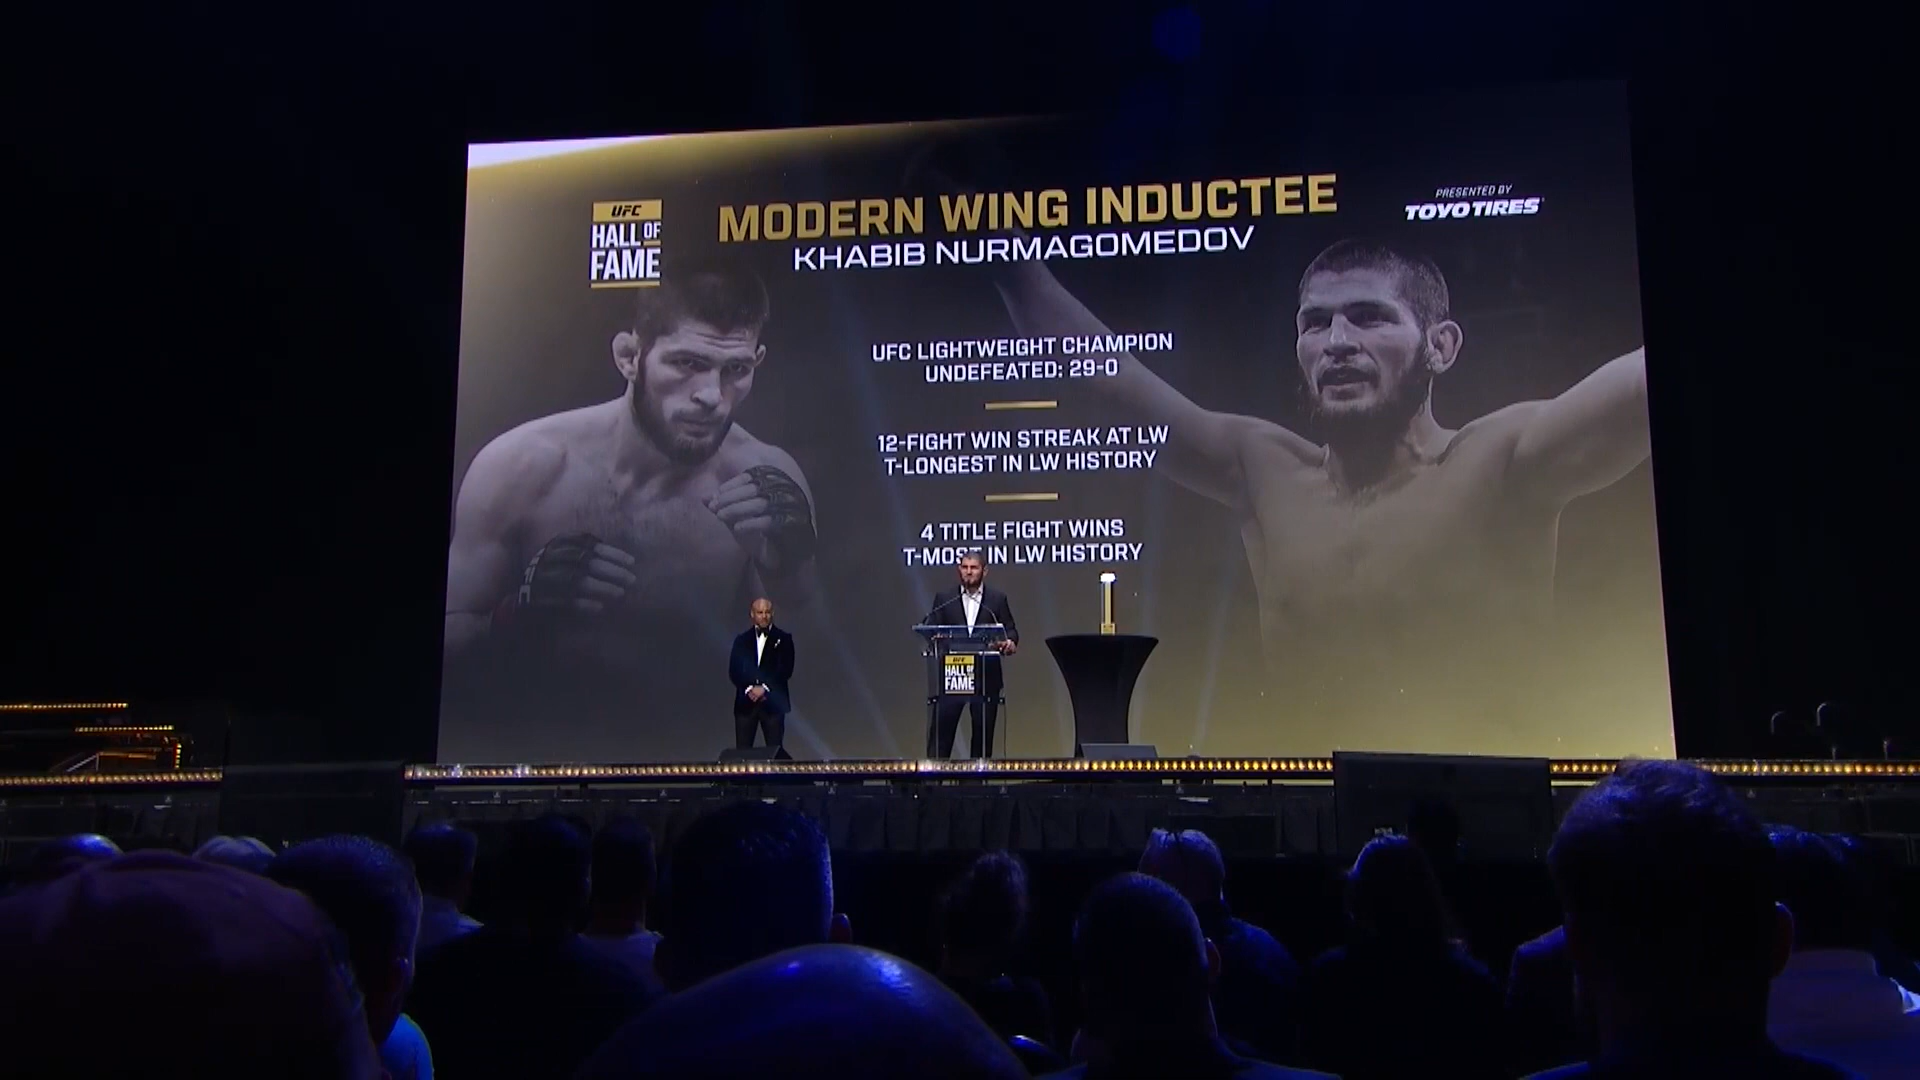 UFC
HALL OF
FAME
MODERN WING INDUCTEE
KHABIB NURMAGOMEDOV
PRESENTED BY
TOYO TIRES
UFC LIGHTWEIGHT CHAMPION
UNDEFEATED: 29-0
12-FIGHT WIN STREAK AT LW
T-LONGEST IN LW HISTORY
4 TITLE FIGHT WINS
T-MOST IN LW HISTORY
UFC
HALL OF
FAME